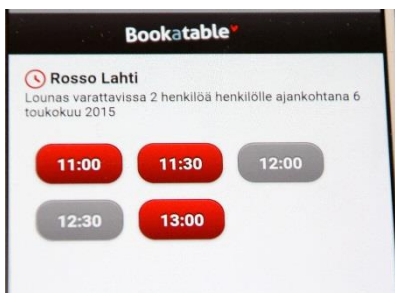 Bookatable
Rosso Lahti
Lounas varattavissa 2 henkilöä henkilölle ajankohtana 6
toukokuu 2015
11:00 11:30 12:00
12:30 13:00